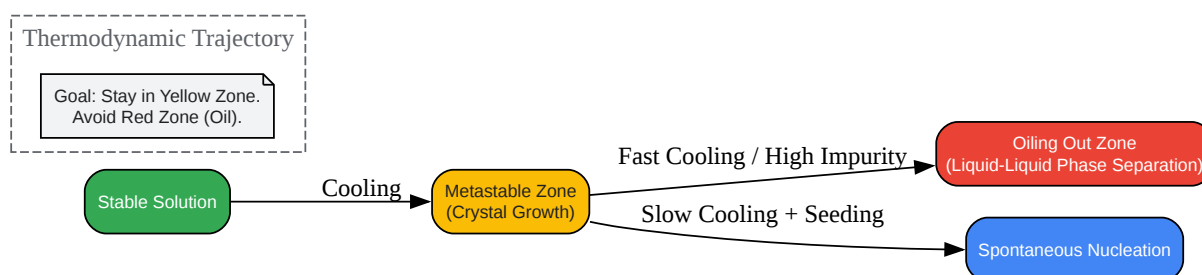 Thermodynamic Trajectory
Goal: Stay in Yellow Zone.
Avoid Red Zone (Oil).
Stable Solution
Cooling
Metastable Zone
(Crystal Growth)
Fast Cooling / High Impurity
Oiling Out Zone
(Liquid-Liquid Phase Separation)
Slow Cooling + Seeding
Spontaneous Nucleation